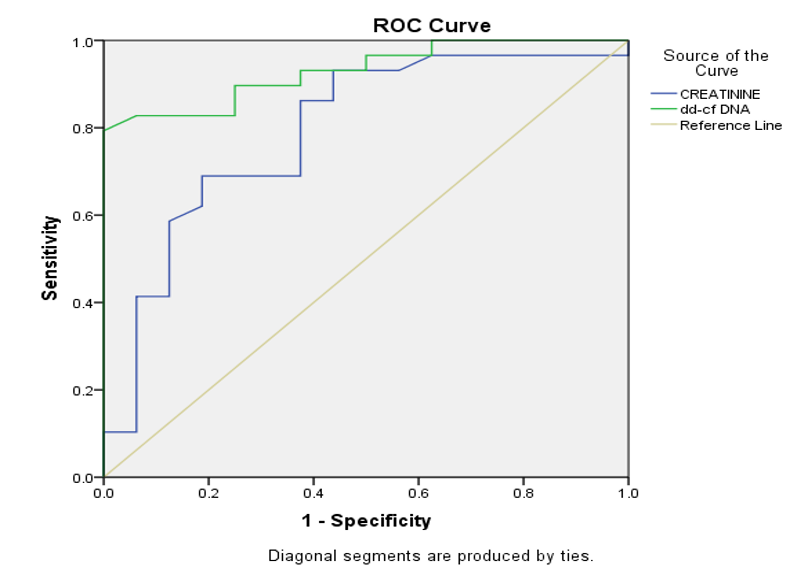 ROC Curve
Source of the
Curve
CREATININE
dd-cf DNA
Reference Line
Sensitivity
1.0
0.8
0.6
0.4
0.2
0.0
0.0 0.2 0.4 0.6 0.8 1.0
1 - Specificity
Diagonal segments are produced by ties.